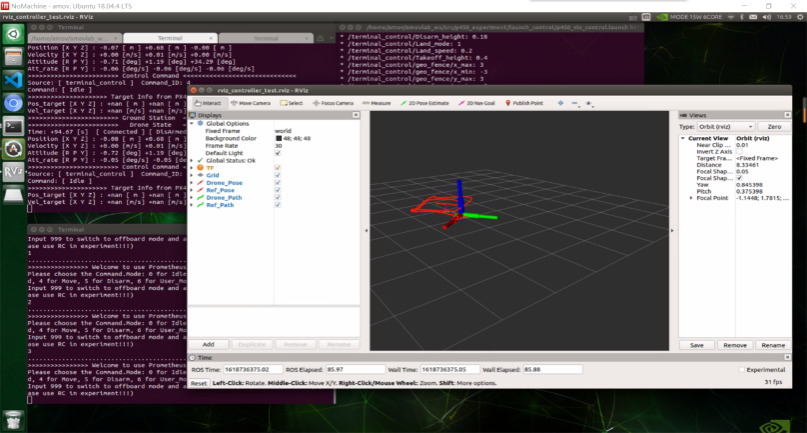 NoMachine - amov, Ubuntu 18.04.4 LTS
rviz_controller_test.rviz - RViz
MODE 15W 6CORE
16:53
Terminal
Terminal
Terminal
Position [X Y Z] : -0.07 [ m ] +0.68 [ m ] -0.00 [ m ]
Velocity [X Y Z] : +0.00 [m/s] +0.01 [m/s] +0.00 [m/s]
Attitude [R P Y] : -0.71 [deg] +1.19 [deg] +34.29 [deg]
Att_rate [R P Y] : -0.06 [deg/s] -0.06 [deg/s] -0.06 [deg/s]
>>>>>>>>>>>>>>>>>>>>>>>> Control Command <<<<<<<<<<<<<<<<<<<<<<<<<
Source: [ terminal_control ] Command_ID: 4
Command: [ Idle ]
>>>>>>>>>>>>>>>>>>>>>>>> Target Info from PX4
Pos_target [X Y Z] : +nan [ m ] +nan [ m ]
Vel_target [X Y Z] : +nan [m/s] +nan [m/s]
Ground Station
Drone State
Time: +94.67 [s] [ Connected ] [ DisArmed
Position [X Y Z] : -0.08 [ m ] +0.68 [ m ]
Velocity [X Y Z] : +0.00 [m/s] +0.01 [m/s]
Attitude [R P Y] : -0.72 [deg] +1.19 [deg]
Att_rate [R P Y] : -0.05 [deg/s] -0.05 [de
Control
Source: [ terminal_control ] Command_ID:
Command: [ Idle ]
Target Info from PX4
Pos_target [X Y Z] : +nan [ m ] +nan [ m ]
Vel_target [X Y Z] : +nan [m/s] +nan [m/s]
* /terminal_control/Disarm_height: 0.18
* /terminal_control/Land_mode: 1
* /terminal_control/Land_speed: 0.2
* /terminal_control/Takeoff_height: 0.4
* /terminal_control/geo_fence/x_max: 3
* /terminal_control/geo_fence/x_min: -3
* /terminal_control/geo_fence/y_max: 3
rviz_controller_test.rviz - RViz
Interact
Move Camera
Select
Focus Camera
Measure
2D Pose Estimate
2D Nav Goal
Publish Point
Displays
Global Options
Fixed Frame world
Background Color 48; 48; 48
Frame Rate 30
Default Light
Global Status: Ok
TF
Grid
Drone_Pose
Ref_Pose
Drone_Path
Ref_Path
Add
Duplicate
Remove
Rename
Views
Type: Orbit (rviz)
Zero
Current View Orbit (rviz)
Near Clip ... 0.01
Invert Z Axis
Target Fra... <Fixed Frame>
Distance 8.33461
Focal Shap... 0.05
Focal Shap...
Yaw 0.845398
Pitch 0.375398
Focal Point -1.1448; 1.7815; ...
Save
Remove
Rename
Time
ROS Time: 1618736375.02
ROS Elapsed: 85.97
Wall Time: 1618736375.05
Wall Elapsed: 85.88
Experimental
Reset
Left-Click: Rotate. Middle-Click: Move X/Y. Right-Click/Mouse Wheel: Zoom. Shift: More options.
31 fps
Terminal
Input 999 to switch to offboard mode and a
ase use RC in experiment!!!)
1
>>>>>>>>>>>>>>>> Welcome to use Prometheus
Please choose the Command.Mode: 0 for Idle
d, 4 for Move, 5 for Disarm, 6 for User_Mo
Input 999 to switch to offboard mode and a
ase use RC in experiment!!!)
2
>>>>>>>>>>>>>>>> Welcome to use Prometheus
Please choose the Command.Mode: 0 for Idle
d, 4 for Move, 5 for Disarm, 6 for User_Mo
Input 999 to switch to offboard mode and a
ase use RC in experiment!!!)
3
>>>>>>>>>>>>>>>> Welcome to use Prometheus
Please choose the Command.Mode: 0 for Idle
d, 4 for Move, 5 for Disarm, 6 for User_Mo
Input 999 to switch to offboard mode and a
ase use RC in experiment!!!)